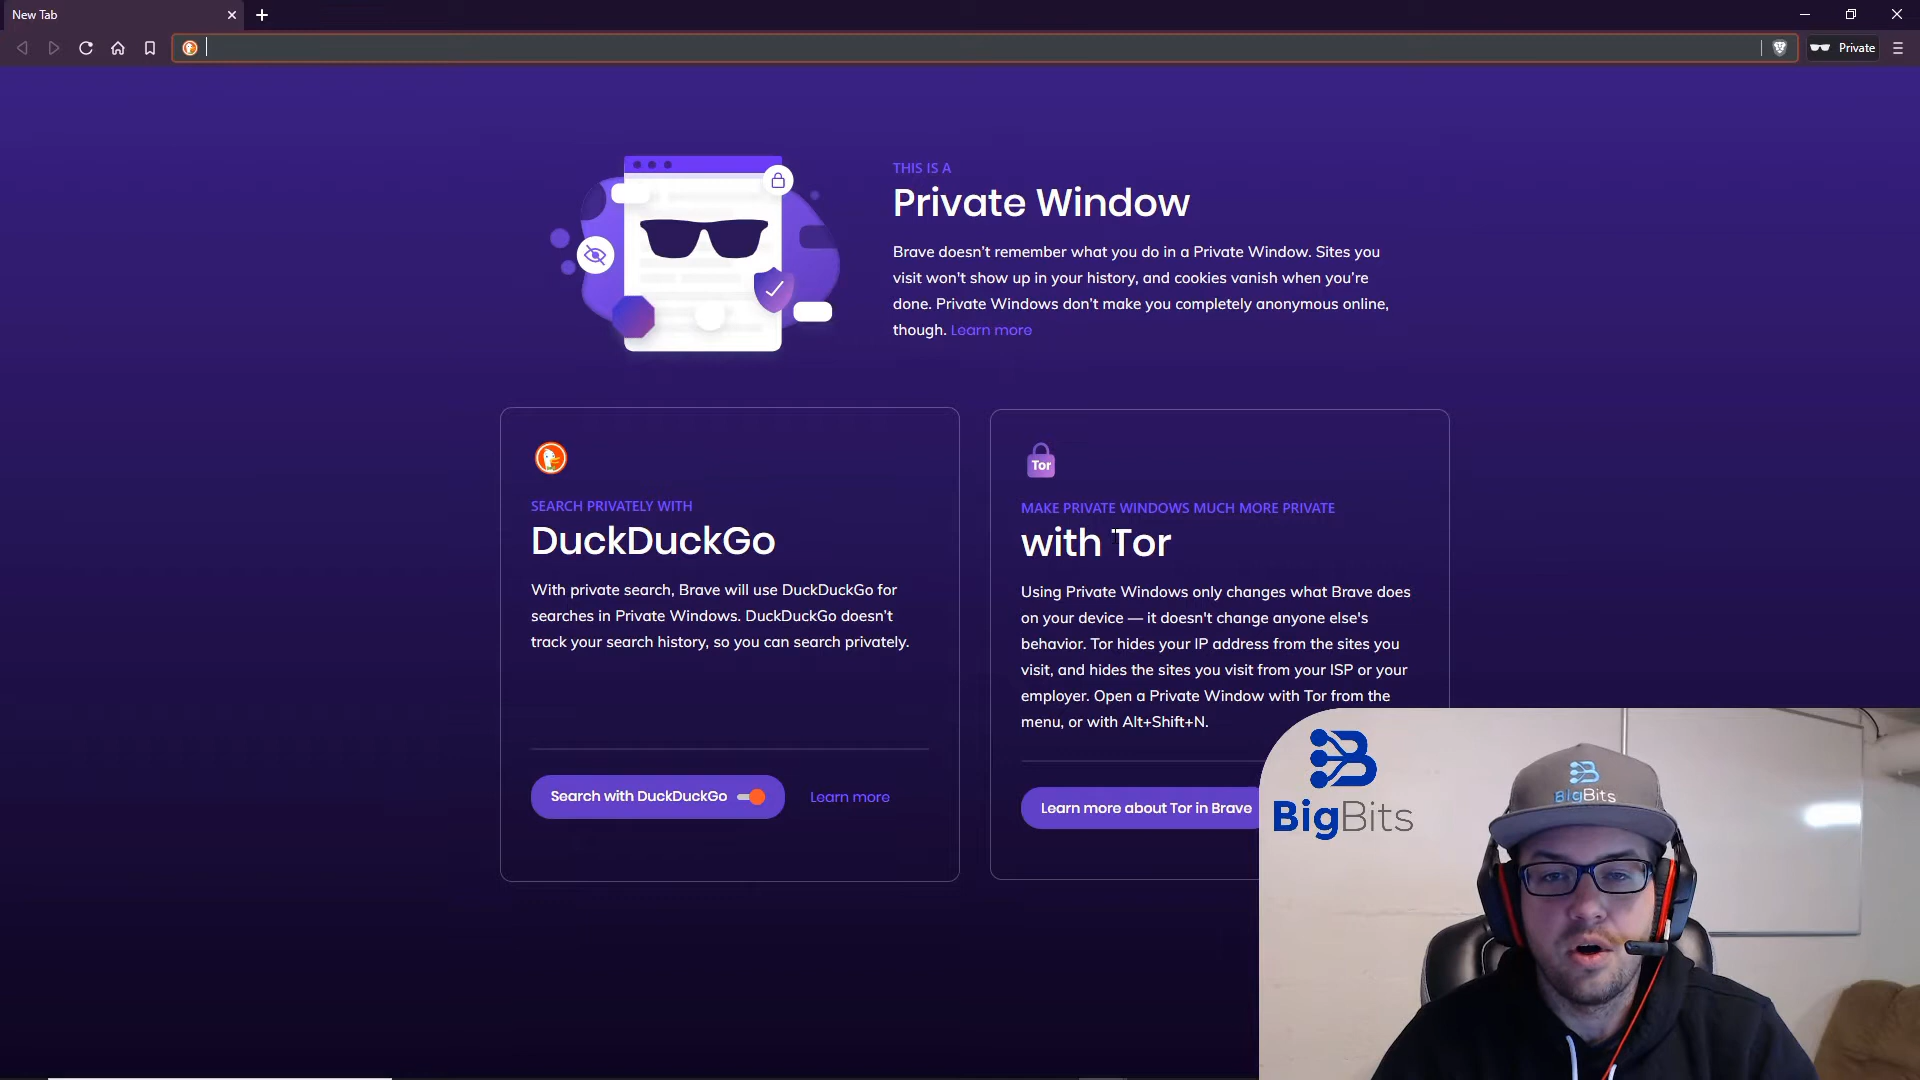 New Tab
Private
THIS IS A
Private Window
Brave doesn't remember what you do in a Private Window. Sites you
visit won't show up in your history, and cookies vanish when you're
done. Private Windows don't make you completely anonymous online,
though. Learn more
SEARCH PRIVATELY WITH
DuckDuckGo
With private search, Brave will use DuckDuckGo for
searches in Private Windows. DuckDuckGo doesn't
track your search history, so you can search privately.
Search with DuckDuckGo
Learn more
Tor
MAKE PRIVATE WINDOWS MUCH MORE PRIVATE
with Tor
Using Private Windows only changes what Brave does
on your device — it doesn't change anyone else's
behavior. Tor hides your IP address from the sites you
visit, and hides the sites you visit from your ISP or your
employer. Open a Private Window with Tor from the
menu, or with Alt+Shift+N.
Learn more about Tor in Brave
BigBits
BigBits